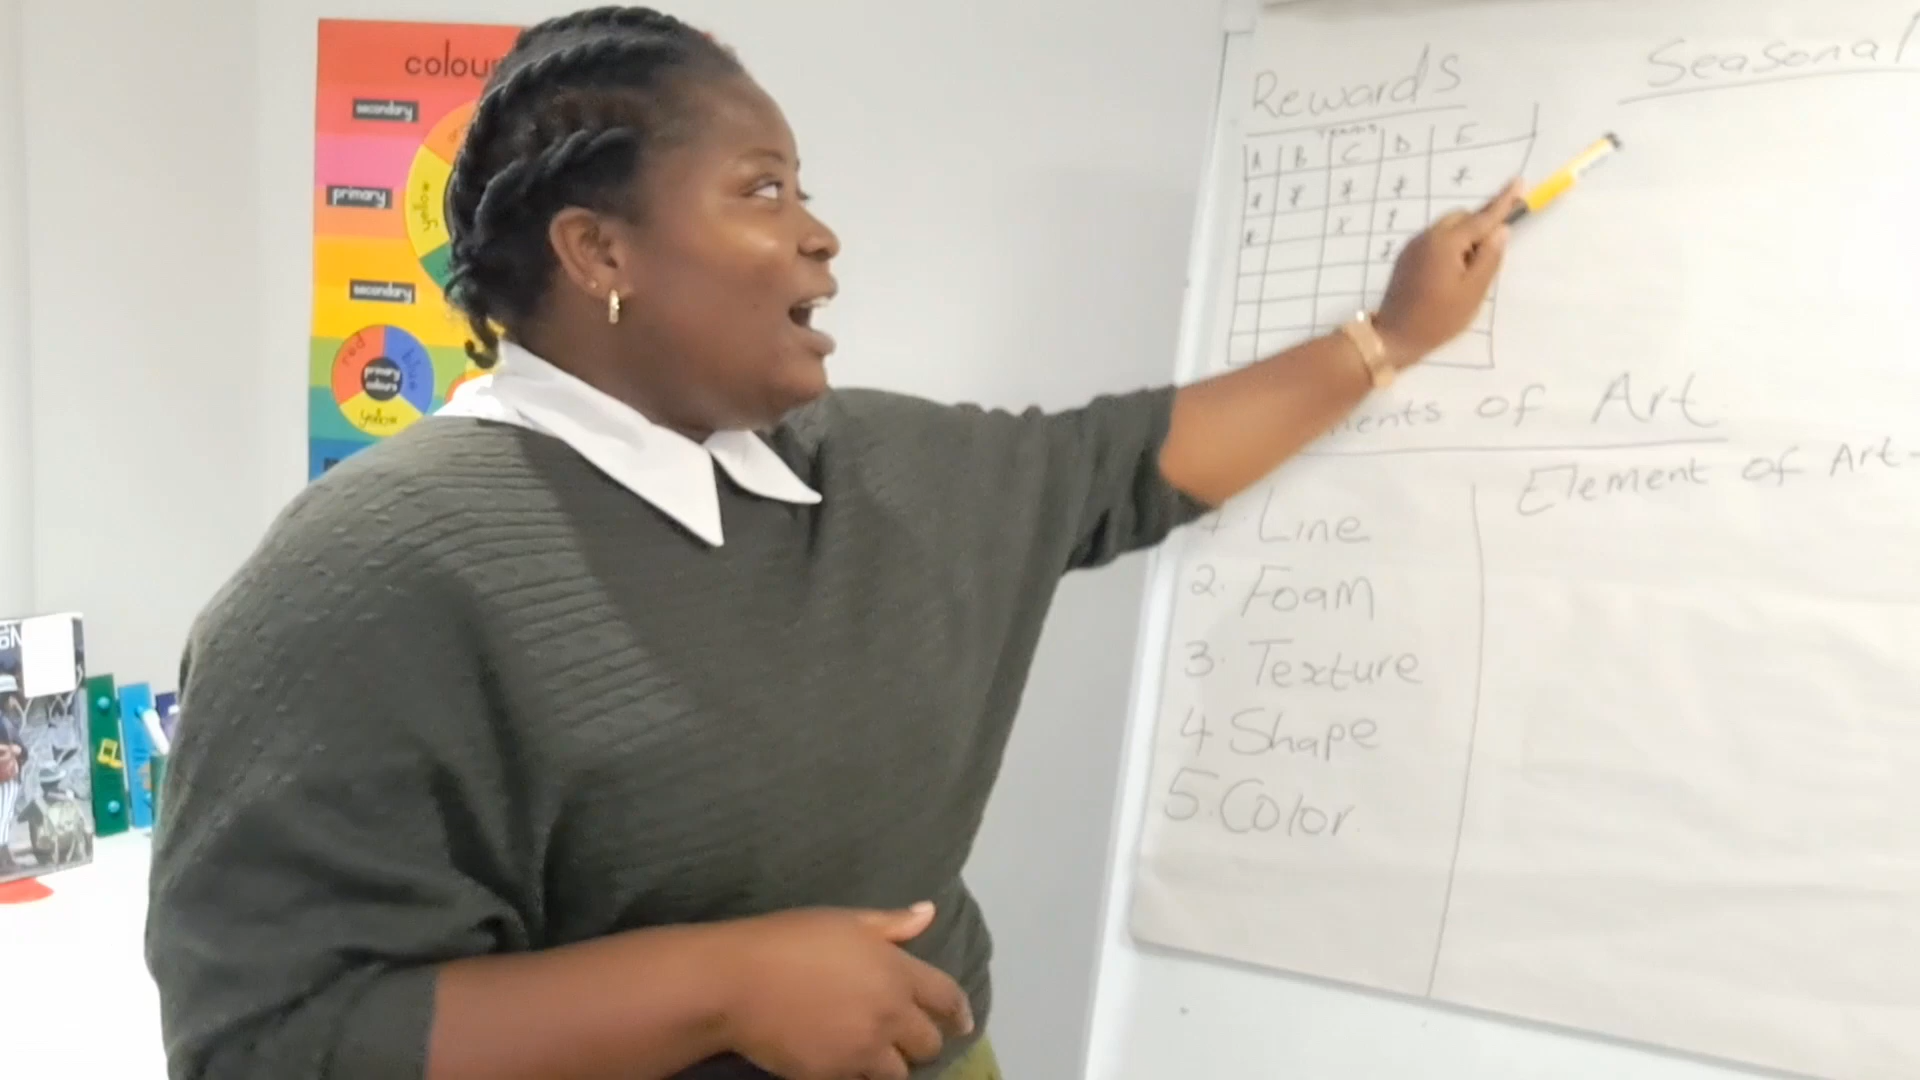 colour
secondary
primary
yellow
secondary
red
blue
primary
colours
yellow
Rewards
Teams
A B C D E
Seasonal
ments of Art
1. Line
2. Foam
3. Texture
4 Shape
5. Color
Element of Art-